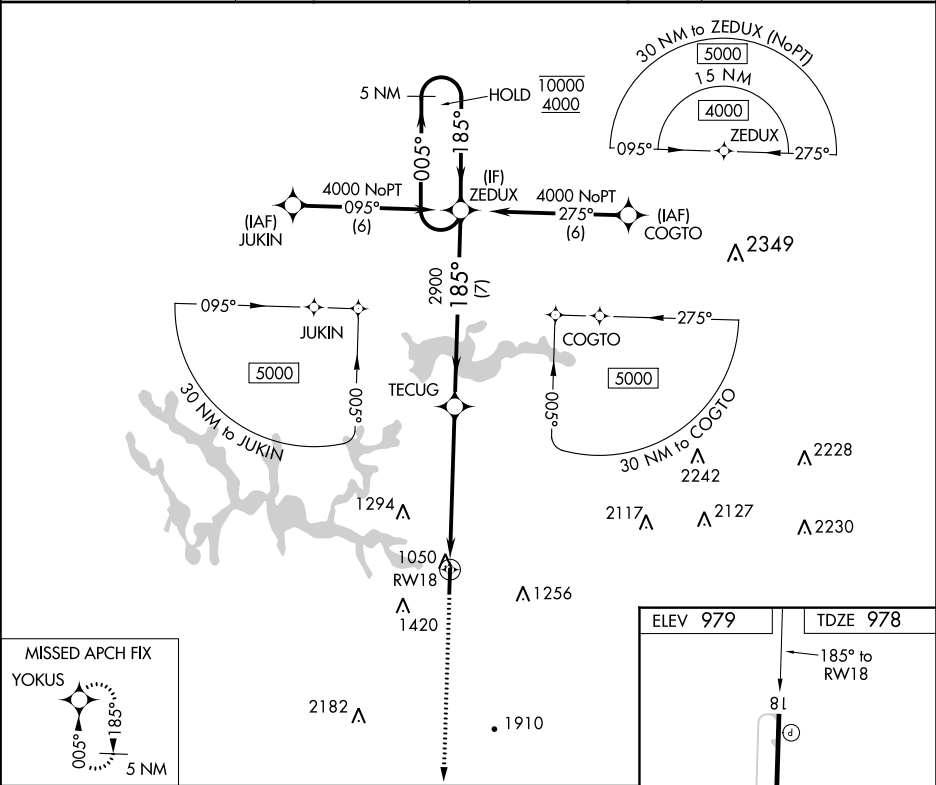 30 NM to ZEDUX (NoPT)
5000
15 NM
4000
ZEDUX
095°
275°
5 NM
HOLD
10000
4000
005°
185°
(IF)
ZEDUX
4000 NoPT
095°
(6)
(IAF)
JUKIN
4000 NoPT
275°
(6)
(IAF)
COGTO
2349
2900
185°
(7)
095°
JUKIN
5000
005°
30 NM to JUKIN
275°
COGTO
5000
005°
30 NM to COGTO
TECUG
2242
2228
1294
2117
2127
2230
1050
RW18
1256
1420
2182
1910
MISSED APCH FIX
YOKUS
005°
185°
5 NM
ELEV 979
TDZE 978
185° to
RW18
18
P